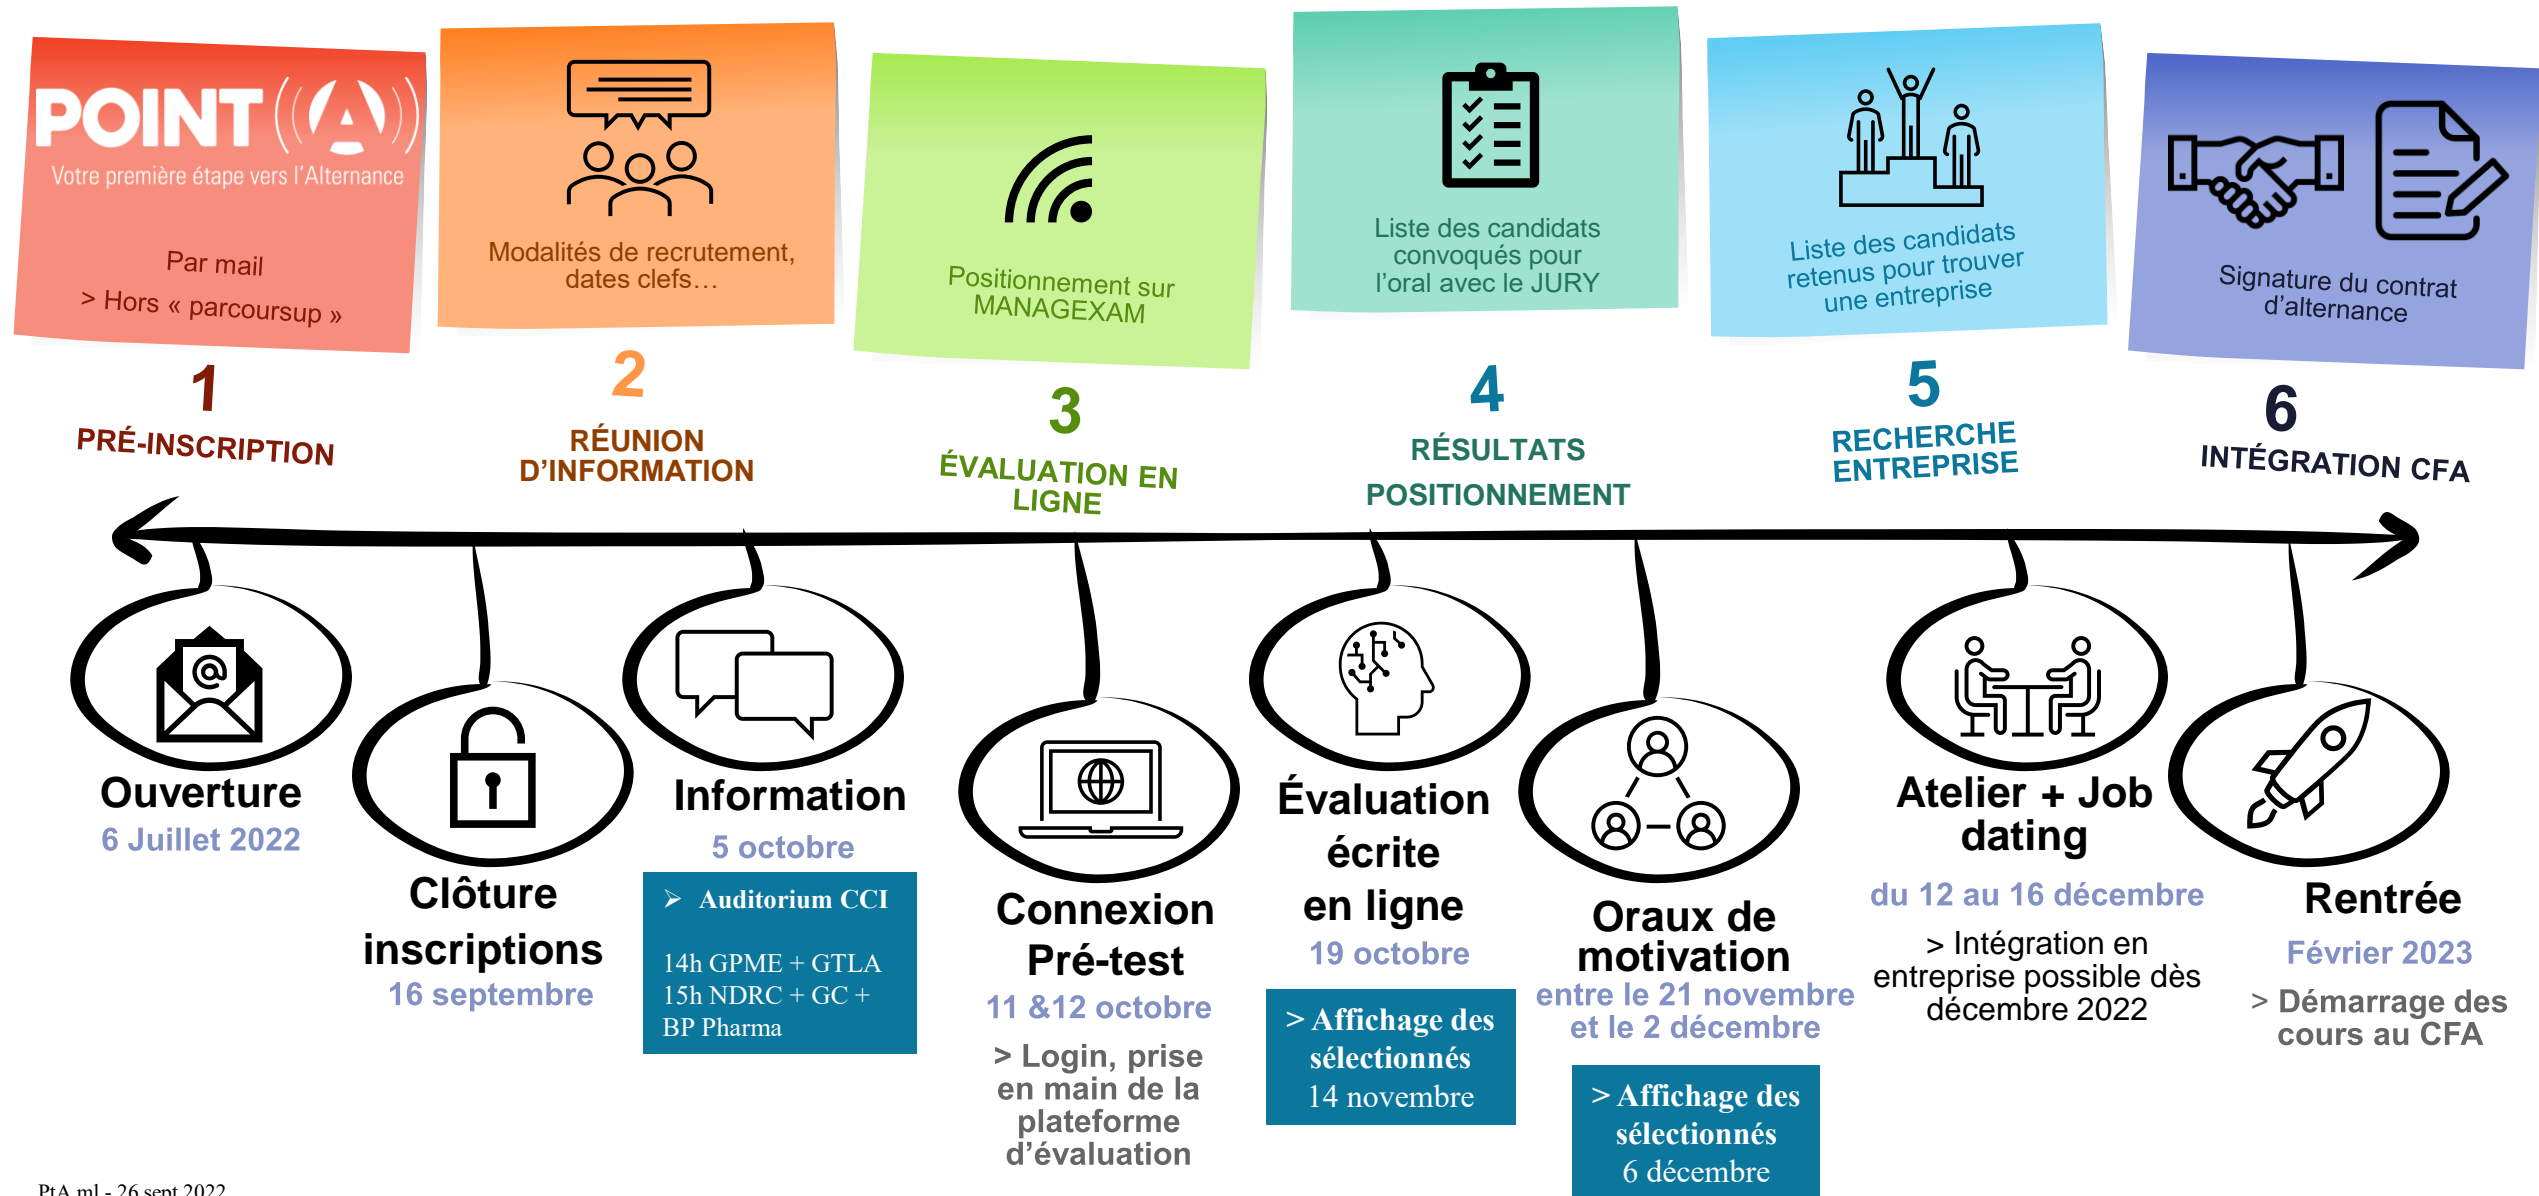 POINT ((A))
Votre première étape vers l'Alternance
Par mail
> Hors « parcoursup »
1
PRÉ-INSCRIPTION
Modalités de recrutement,
dates clefs…
2
RÉUNION
D'INFORMATION
Positionnement sur
MANAGEXAM
3
ÉVALUATION EN
LIGNE
Liste des candidats
convoqués pour
l'oral avec le JURY
4
RÉSULTATS
POSITIONNEMENT
Liste des candidats
retenus pour trouver
une entreprise
5
RECHERCHE
ENTREPRISE
Signature du contrat
d'alternance
6
INTÉGRATION CFA
@
Ouverture
6 Juillet 2022
Clôture
inscriptions
16 septembre
Information
5 octobre
➢ Auditorium CCI
14h GPME + GTLA
15h NDRC + GC +
BP Pharma
Connexion
Pré-test
11 &12 octobre
> Login, prise
en main de la
plateforme
d'évaluation
Évaluation
écrite
en ligne
19 octobre
> Affichage des
sélectionnés
14 novembre
Oraux de
motivation
entre le 21 novembre
et le 2 décembre
> Affichage des
sélectionnés
6 décembre
Atelier + Job
dating
du 12 au 16 décembre
> Intégration en
entreprise possible dès
décembre 2022
Rentrée
Février 2023
> Démarrage des
cours au CFA
PtA ml - 26 sept 2022